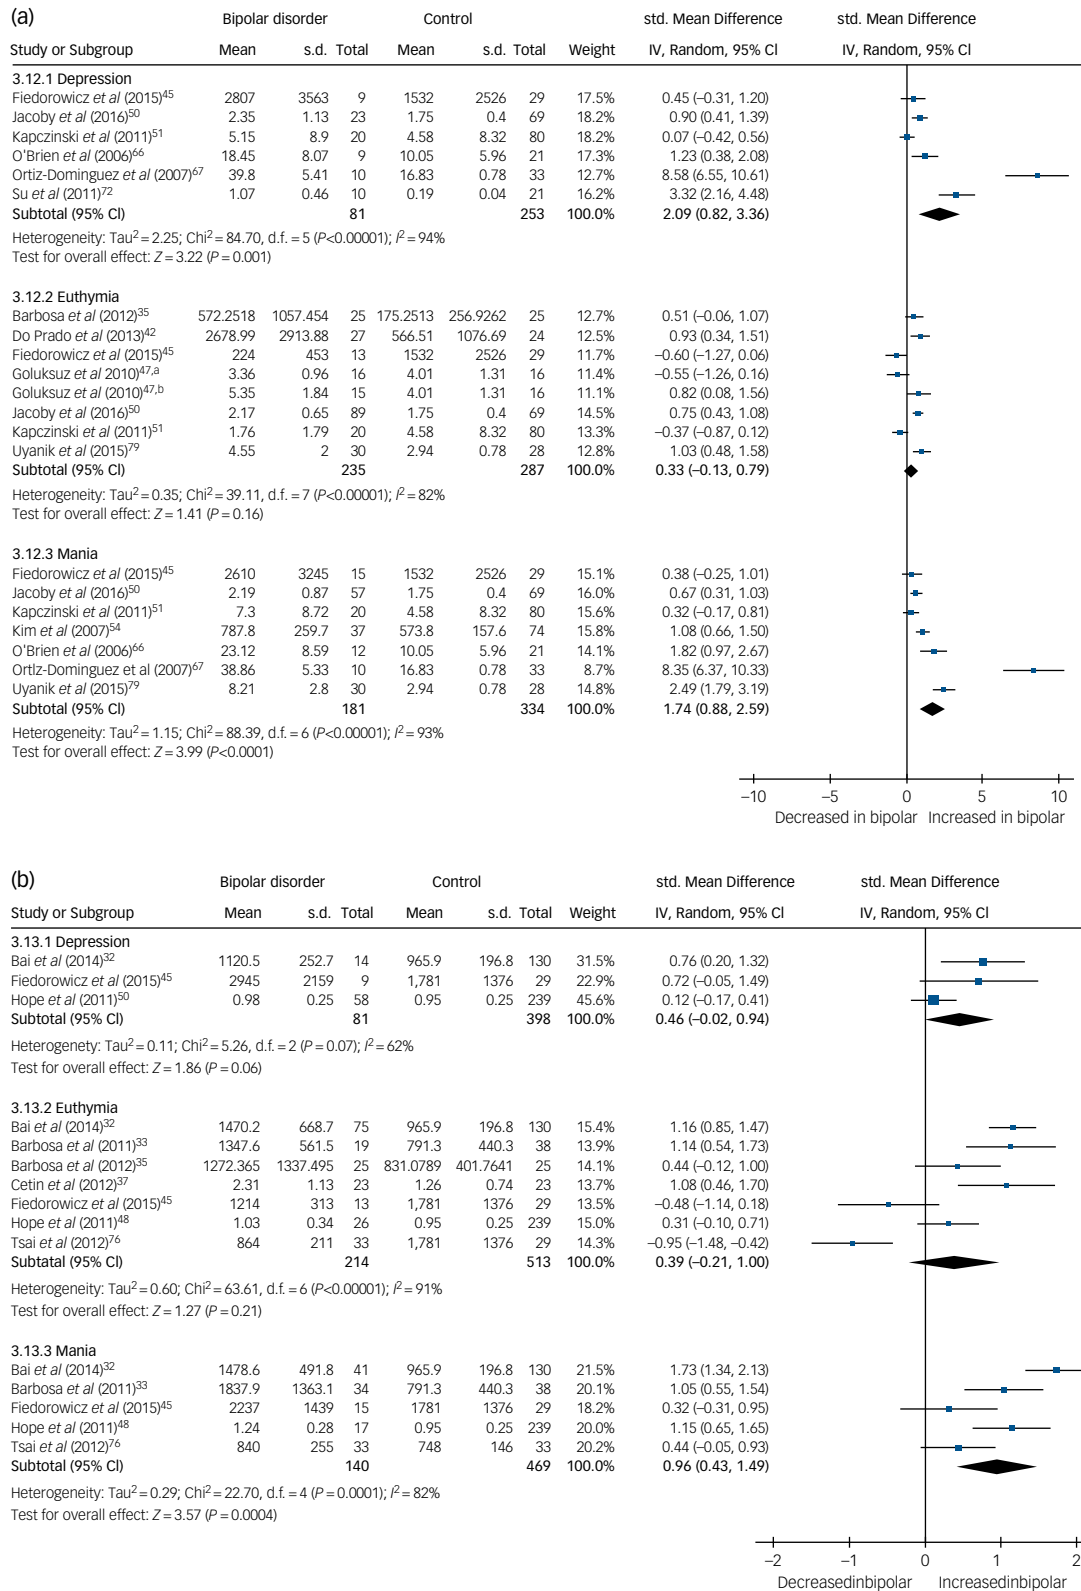 (a)
Bipolar disorder Control std. Mean Difference std. Mean Difference
Study or Subgroup Mean s.d. Total Mean s.d. Total Weight IV, Random, 95% CI IV, Random, 95% CI
3.12.1 Depression
Fiedorowicz et al (2015)45 2807 3563 9 1532 2526 29 17.5% 0.45 (−0.31, 1.20)
Jacoby et al (2016)50 2.35 1.13 23 1.75 0.4 69 18.2% 0.90 (0.41, 1.39)
Kapczinski et al (2011)51 5.15 8.9 20 4.58 8.32 80 18.2% 0.07 (−0.42, 0.56)
O'Brien et al (2006)66 18.45 8.07 9 10.05 5.96 21 17.3% 1.23 (0.38, 2.08)
Ortiz-Dominguez et al (2007)67 39.8 5.41 10 16.83 0.78 33 12.7% 8.58 (6.55, 10.61)
Su et al (2011)72 1.07 0.46 10 0.19 0.04 21 16.2% 3.32 (2.16, 4.48)
Subtotal (95% CI) 81 253 100.0% 2.09 (0.82, 3.36)
Heterogeneity: Tau2 = 2.25; Chi2 = 84.70, d.f. = 5 (P<0.00001); I2 = 94%
Test for overall effect: Z = 3.22 (P = 0.001)
3.12.2 Euthymia
Barbosa et al (2012)35 572.2518 1057.454 25 175.2513 256.9262 25 12.7% 0.51 (−0.06, 1.07)
Do Prado et al (2013)42 2678.99 2913.88 27 566.51 1076.69 24 12.5% 0.93 (0.34, 1.51)
Fiedorowicz et al (2015)45 224 453 13 1532 2526 29 11.7% −0.60 (−1.27, 0.06)
Goluksuz 2010)47,a 3.36 0.96 16 4.01 1.31 16 11.4% −0.55 (−1.26, 0.16)
Goluksuz et al (2010)47,b 5.35 1.84 15 4.01 1.31 16 11.1% 0.82 (0.08, 1.56)
Jacoby et al (2016)50 2.17 0.65 89 1.75 0.4 69 14.5% 0.75 (0.43, 1.08)
Kapczinski et al (2011)51 1.76 1.79 20 4.58 8.32 80 13.3% −0.37 (−0.87, 0.12)
Uyanik et al (2015)79 4.55 2 30 2.94 0.78 28 12.8% 1.03 (0.48, 1.58)
Subtotal (95% CI) 235 287 100.0% 0.33 (−0.13, 0.79)
Heterogeneity: Tau2 = 0.35; Chi2 = 39.11, d.f. = 7 (P<0.00001); I2 = 82%
Test for overall effect: Z = 1.41 (P = 0.16)
3.12.3 Mania
Fiedorowicz et al (2015)45 2610 3245 15 1532 2526 29 15.1% 0.38 (−0.25, 1.01)
Jacoby et al (2016)50 2.19 0.87 57 1.75 0.4 69 16.0% 0.67 (0.31, 1.03)
Kapczinski et al (2011)51 7.3 8.72 20 4.58 8.32 80 15.6% 0.32 (−0.17, 0.81)
Kim et al (2007)54 787.8 259.7 37 573.8 157.6 74 15.8% 1.08 (0.66, 1.50)
O'Brien et al (2006)66 23.12 8.59 12 10.05 5.96 21 14.1% 1.82 (0.97, 2.67)
Ortlz-Dominguez et al (2007)67 38.86 5.33 10 16.83 0.78 33 8.7% 8.35 (6.37, 10.33)
Uyanik et al (2015)79 8.21 2.8 30 2.94 0.78 28 14.8% 2.49 (1.79, 3.19)
Subtotal (95% CI) 181 334 100.0% 1.74 (0.88, 2.59)
Heterogeneity: Tau2 = 1.15; Chi2 = 88.39, d.f. = 6 (P<0.00001); I2 = 93%
Test for overall effect: Z = 3.99 (P<0.0001)
−10 −5 0 5 10
Decreased in bipolar Increased in bipolar
(b)
Bipolar disorder Control std. Mean Difference std. Mean Difference
Study or Subgroup Mean s.d. Total Mean s.d. Total Weight IV, Random, 95% CI IV, Random, 95% CI
3.13.1 Depression
Bai et al (2014)32 1120.5 252.7 14 965.9 196.8 130 31.5% 0.76 (0.20, 1.32)
Fiedorowicz et al (2015)45 2945 2159 9 1,781 1376 29 22.9% 0.72 (−0.05, 1.49)
Hope et al (2011)50 0.98 0.25 58 0.95 0.25 239 45.6% 0.12 (−0.17, 0.41)
Subtotal (95% CI) 81 398 100.0% 0.46 (−0.02, 0.94)
Heterogenety: Tau2 = 0.11; Chi2 = 5.26, d.f. = 2 (P = 0.07); I2 = 62%
Test for overall effect: Z = 1.86 (P = 0.06)
3.13.2 Euthymia
Bai et al (2014)32 1470.2 668.7 75 965.9 196.8 130 15.4% 1.16 (0.85, 1.47)
Barbosa et al (2011)33 1347.6 561.5 19 791.3 440.3 38 13.9% 1.14 (0.54, 1.73)
Barbosa et al (2012)35 1272.365 1337.495 25 831.0789 401.7641 25 14.1% 0.44 (−0.12, 1.00)
Cetin et al (2012)37 2.31 1.13 23 1.26 0.74 23 13.7% 1.08 (0.46, 1.70)
Fiedorowicz et al (2015)45 1214 313 13 1,781 1376 29 13.5% −0.48 (−1.14, 0.18)
Hope et al (2011)48 1.03 0.34 26 0.95 0.25 239 15.0% 0.31 (−0.10, 0.71)
Tsai et al (2012)76 864 211 33 1,781 1376 29 14.3% −0.95 (−1.48, −0.42)
Subtatal (95% CI) 214 513 100.0% 0.39 (−0.21, 1.00)
Heterogeneity: Tau2 = 0.60; Chi2 = 63.61, d.f. = 6 (P<0.00001); I2 = 91%
Test for overall effect: Z = 1.27 (P = 0.21)
3.13.3 Mania
Bai et al (2014)32 1478.6 491.8 41 965.9 196.8 130 21.5% 1.73 (1.34, 2.13)
Barbosa et al (2011)33 1837.9 1363.1 34 791.3 440.3 38 20.1% 1.05 (0.55, 1.54)
Fiedorowicz et al (2015)45 2237 1439 15 1781 1376 29 18.2% 0.32 (−0.31, 0.95)
Hope et al (2011)48 1.24 0.28 17 0.95 0.25 239 20.0% 1.15 (0.65, 1.65)
Tsai et al (2012)76 840 255 33 748 146 33 20.2% 0.44 (−0.05, 0.93)
Subtotal (95% CI) 140 469 100.0% 0.96 (0.43, 1.49)
Heterogeneity: Tau2 = 0.29; Chi2 = 22.70, d.f. = 4 (P = 0.0001); I2 = 82%
Test for overall effect: Z = 3.57 (P = 0.0004)
−2 −1 0 1 2
Decreasedinbipolar Increasedinbipolar